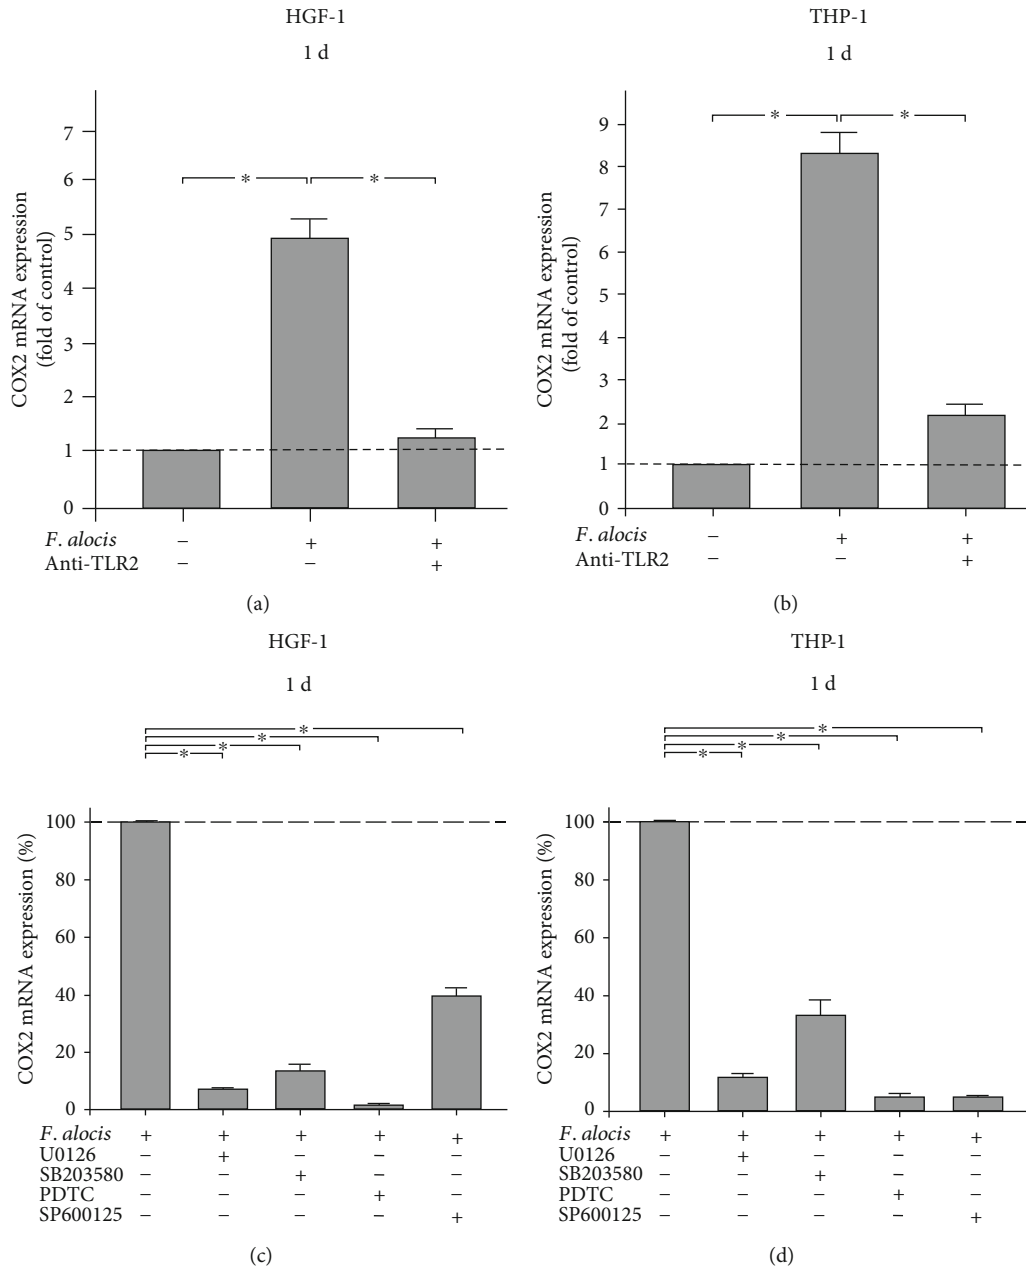 HGF-1
1 d
COX2 mRNA expression
(fold of control)
7
6
5
4
3
2
1
0
* *
F. alocis − + +
Anti-TLR2 − − +
(a)
THP-1
1 d
COX2 mRNA expression
(fold of control)
9
8
7
6
5
4
3
2
1
0
* *
F. alocis − + +
Anti-TLR2 − − +
(b)
HGF-1
1 d
*
*
*
*
COX2 mRNA expression (%)
100
80
60
40
20
0
F. alocis + + + + +
U0126 − + − − −
SB203580 − − + − −
PDTC − − − + −
SP600125 − − − − +
(c)
THP-1
1 d
*
*
*
*
COX2 mRNA expression (%)
100
80
60
40
20
0
F. alocis + + + + +
U0126 − + − − −
SB203580 − − + − −
PDTC − − − + −
SP600125 − − − − +
(d)